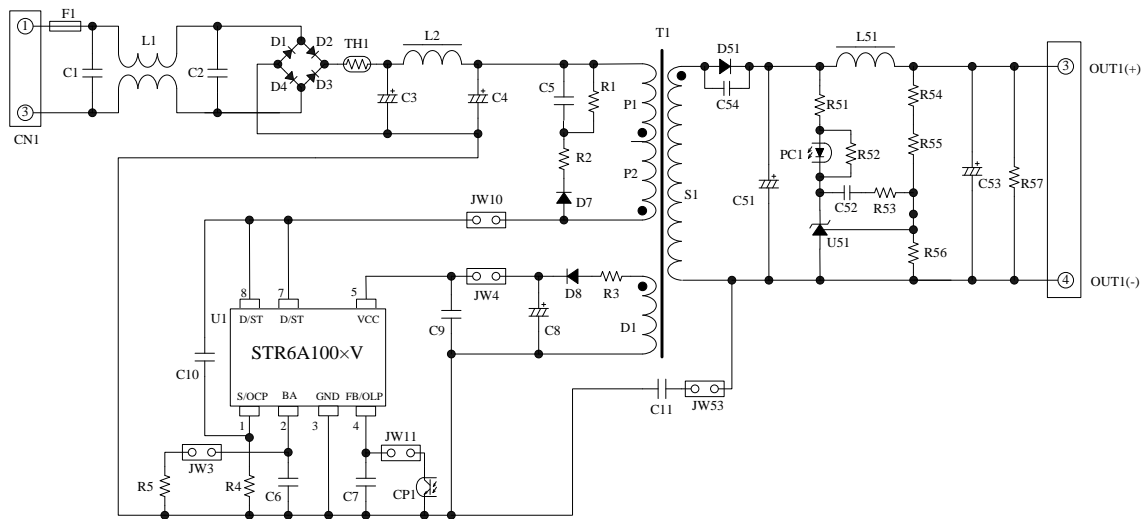 F1
1
L1
C1
C2
3
CN1
D1
D2
D4
D3
TH1
L2
C3
C4
C5
R1
R2
D7
P1
P2
T1
S1
D51
C54
L51
C51
R51
PC1
R52
C52
R53
U51
R54
R55
R56
C53
R57
3
OUT1(+)
4
OUT1(-)
JW10
JW4
D8
R3
C9
C8
D1
8
7
5
U1
D/ST
D/ST
VCC
STR6A100×V
S/OCP
BA
GND
FB/OLP
1
2
3
4
C10
JW3
JW11
R5
R4
C6
C7
CP1
C11
JW53